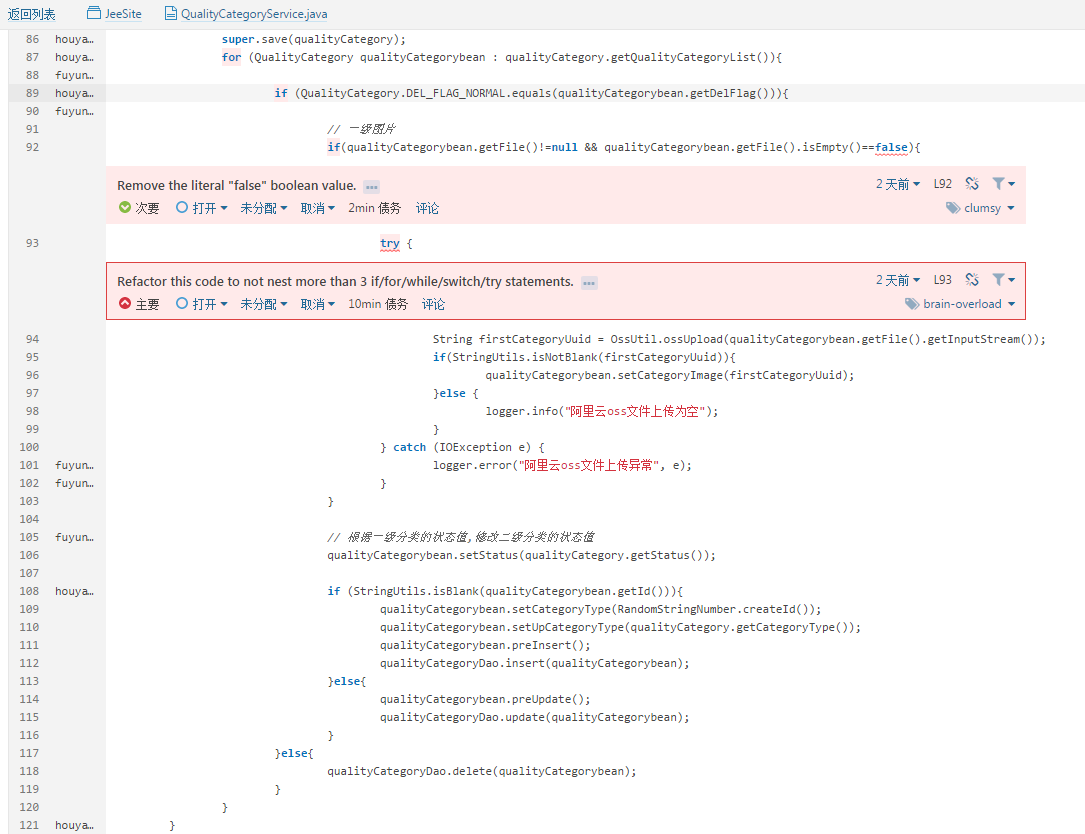 返回列表 JeeSite QualityCategoryService.java
86 houya… super.save(qualityCategory);
87 houya… for (QualityCategory qualityCategorybean : qualityCategory.getQualityCategoryList()){
88 fuyun…
89 houya… if (QualityCategory.DEL_FLAG_NORMAL.equals(qualityCategorybean.getDelFlag())){
90 fuyun…
91 // 一级图片
92 if(qualityCategorybean.getFile()!=null && qualityCategorybean.getFile().isEmpty()==false){
Remove the literal "false" boolean value. … 2 天前 L92
次要 打开 未分配 取消 2min 债务 评论 clumsy
93 try {
Refactor this code to not nest more than 3 if/for/while/switch/try statements. … 2 天前 L93
主要 打开 未分配 取消 10min 债务 评论 brain-overload
94 String firstCategoryUuid = OssUtil.ossUpload(qualityCategorybean.getFile().getInputStream());
95 if(StringUtils.isNotBlank(firstCategoryUuid)){
96 qualityCategorybean.setCategoryImage(firstCategoryUuid);
97 }else {
98 logger.info("阿里云oss文件上传为空");
99 }
100 } catch (IOException e) {
101 fuyun… logger.error("阿里云oss文件上传异常", e);
102 fuyun… }
103 }
104
105 fuyun… // 根据一级分类的状态值,修改二级分类的状态值
106 qualityCategorybean.setStatus(qualityCategory.getStatus());
107
108 houya… if (StringUtils.isBlank(qualityCategorybean.getId())){
109 qualityCategorybean.setCategoryType(RandomStringNumber.createId());
110 qualityCategorybean.setUpCategoryType(qualityCategory.getCategoryType());
111 qualityCategorybean.preInsert();
112 qualityCategoryDao.insert(qualityCategorybean);
113 }else{
114 qualityCategorybean.preUpdate();
115 qualityCategoryDao.update(qualityCategorybean);
116 }
117 }else{
118 qualityCategoryDao.delete(qualityCategorybean);
119 }
120 }
121 houya… }